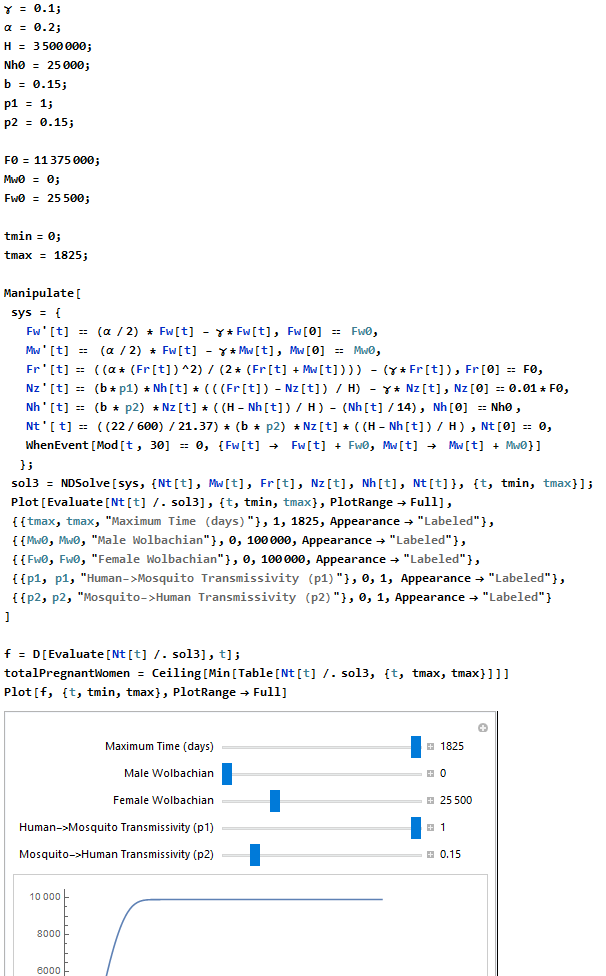 γ = 0.1;
α = 0.2;
H = 3500000;
Nh0 = 25000;
b = 0.15;
p1 = 1;
p2 = 0.15;
F0 = 11375000;
Mw0 = 0;
Fw0 = 25500;
tmin = 0;
tmax = 1825;
Manipulate[
sys = {
Fw'[t] == (α / 2) * Fw[t] - γ * Fw[t], Fw[0] == Fw0,
Mw'[t] == (α / 2) * Fw[t] - γ * Mw[t], Mw[0] == Mw0,
Fr'[t] == ((α * (Fr[t])^2) / (2 * (Fr[t] + Mw[t]))) - (γ * Fr[t]), Fr[0] == F0,
Nz'[t] == (b * p1) * Nh[t] * (((Fr[t]) - Nz[t]) / H) - γ * Nz[t], Nz[0] == 0.01 * F0,
Nh'[t] == (b * p2) * Nz[t] * ((H - Nh[t]) / H ) - (Nh[t] / 14), Nh[0] == Nh0 ,
Nt'[t] == ((22 / 600) / 21.37) * (b * p2) * Nz[t] * ((H - Nh[t]) / H ) , Nt[0] == 0,
WhenEvent[Mod[t , 30] == 0, {Fw[t] → Fw[t] + Fw0, Mw[t] → Mw[t] + Mw0}]
};
sol3 = NDSolve[sys, {Nt[t], Mw[t], Fr[t], Nz[t], Nh[t], Nt[t]}, {t, tmin, tmax}];
Plot[Evaluate[Nt[t] /. sol3], {t, tmin, tmax}, PlotRange → Full],
{{tmax, tmax, "Maximum Time (days)"}, 1, 1825, Appearance → "Labeled"},
{{Mw0, Mw0, "Male Wolbachian"}, 0, 100000, Appearance → "Labeled"},
{{Fw0, Fw0, "Female Wolbachian"}, 0, 100000, Appearance → "Labeled"},
{{p1, p1, "Human->Mosquito Transmissivity (p1)"}, 0, 1, Appearance → "Labeled"},
{{p2, p2, "Mosquito->Human Transmissivity (p2)"}, 0, 1, Appearance → "Labeled"}
]
f = D[Evaluate[Nt[t] /. sol3], t];
totalPregnantWomen = Ceiling[Min[Table[Nt[t] /. sol3, {t, tmax, tmax}]]]
Plot[f, {t, tmin, tmax}, PlotRange → Full]
Maximum Time (days) 1825
Male Wolbachian 0
Female Wolbachian 25500
Human->Mosquito Transmissivity (p1) 1
Mosquito->Human Transmissivity (p2) 0.15
10000
8000
6000